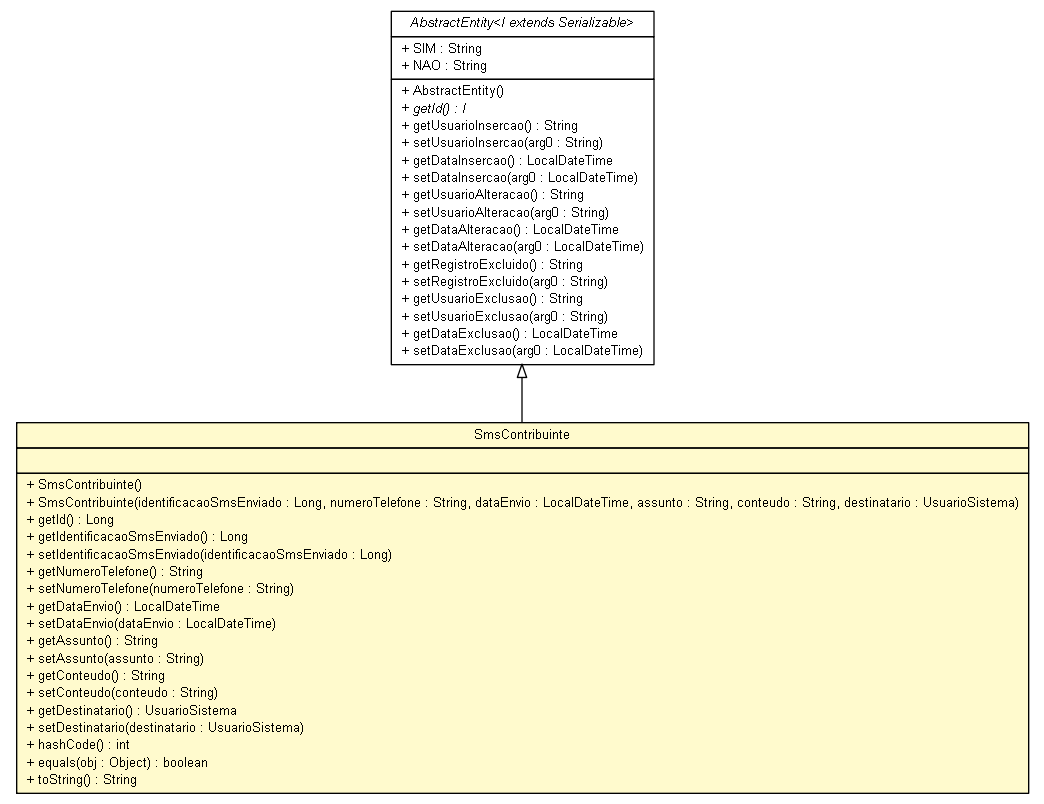 AbstractEntity<I extends Serializable>
+ SIM : String
+ NAO : String
+ AbstractEntity()
+ getId() : I
+ getUsuarioInsercao() : String
+ setUsuarioInsercao(arg0 : String)
+ getDataInsercao() : LocalDateTime
+ setDataInsercao(arg0 : LocalDateTime)
+ getUsuarioAlteracao() : String
+ setUsuarioAlteracao(arg0 : String)
+ getDataAlteracao() : LocalDateTime
+ setDataAlteracao(arg0 : LocalDateTime)
+ getRegistroExcluido() : String
+ setRegistroExcluido(arg0 : String)
+ getUsuarioExclusao() : String
+ setUsuarioExclusao(arg0 : String)
+ getDataExclusao() : LocalDateTime
+ setDataExclusao(arg0 : LocalDateTime)
SmsContribuinte
+ SmsContribuinte()
+ SmsContribuinte(identificacaoSmsEnviado : Long, numeroTelefone : String, dataEnvio : LocalDateTime, assunto : String, conteudo : String, destinatario : UsuarioSistema)
+ getId() : Long
+ getIdentificacaoSmsEnviado() : Long
+ setIdentificacaoSmsEnviado(identificacaoSmsEnviado : Long)
+ getNumeroTelefone() : String
+ setNumeroTelefone(numeroTelefone : String)
+ getDataEnvio() : LocalDateTime
+ setDataEnvio(dataEnvio : LocalDateTime)
+ getAssunto() : String
+ setAssunto(assunto : String)
+ getConteudo() : String
+ setConteudo(conteudo : String)
+ getDestinatario() : UsuarioSistema
+ setDestinatario(destinatario : UsuarioSistema)
+ hashCode() : int
+ equals(obj : Object) : boolean
+ toString() : String